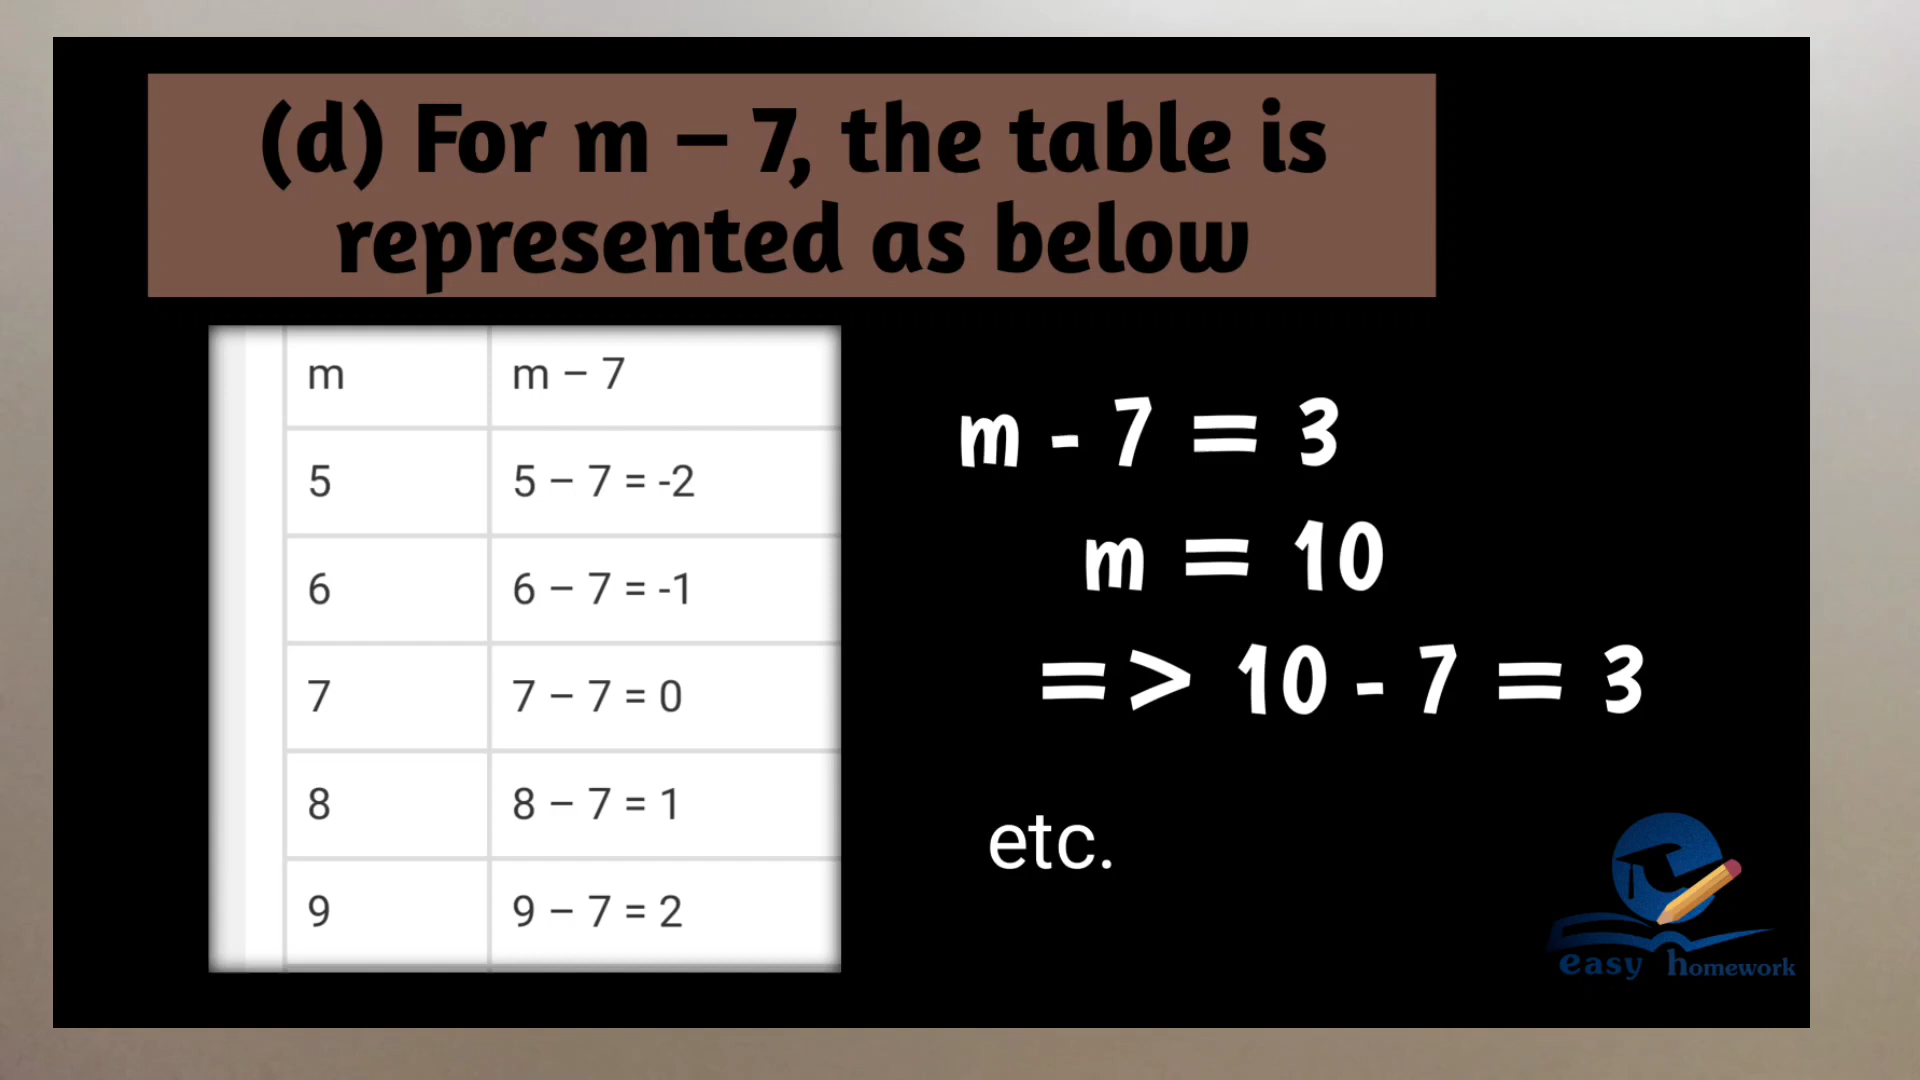 (d) For m – 7, the table is
represented as below
m m – 7
5 5 – 7 = -2
6 6 – 7 = -1
7 7 – 7 = 0
8 8 – 7 = 1
9 9 – 7 = 2
m - 7 = 3
m = 10
=> 10 - 7 = 3
etc.
easy homework